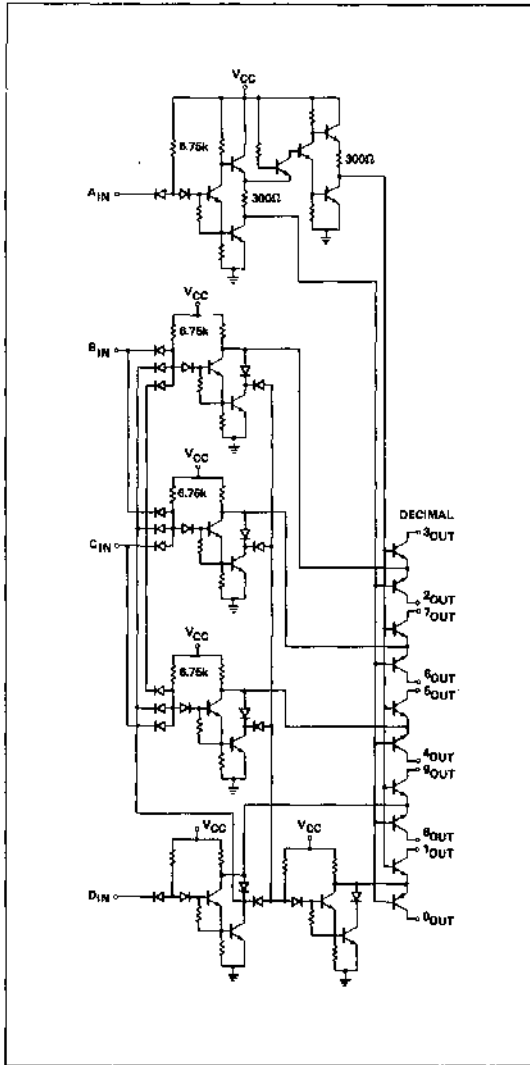 VCC
6.75k
300Ω
AIN
300Ω
VCC
BIN
6.75k
VCC
6.75k
CIN
DECIMAL
3OUT
2OUT
7OUT
VCC
6OUT
6.75k
5OUT
4OUT
9OUT
8OUT
VCC
VCC
1OUT
DIN
0OUT